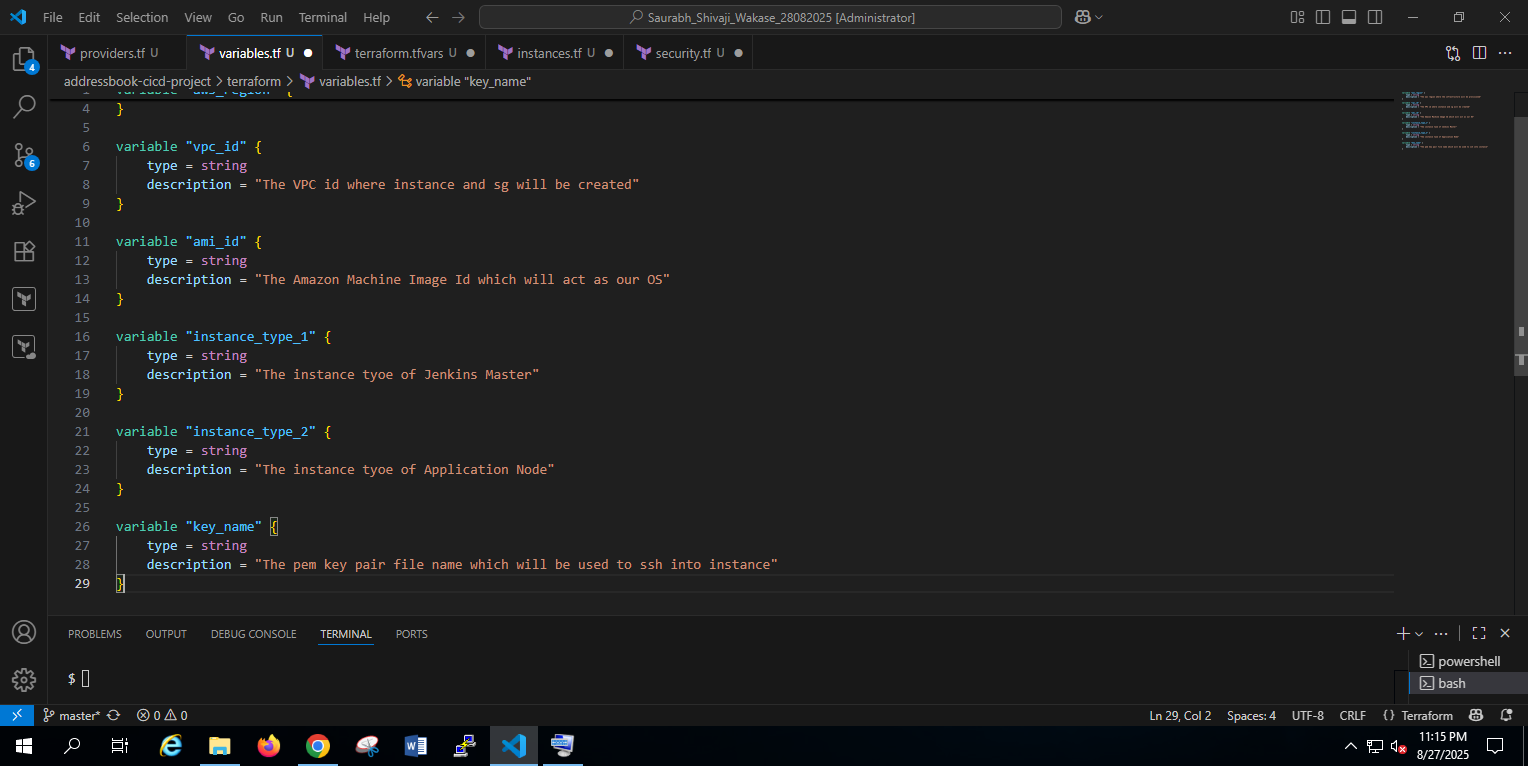 File Edit Selection View Go Run Terminal Help
Saurabh_Shivaji_Wakase_28082025 [Administrator]
providers.tf U
variables.tf U
terraform.tfvars U
instances.tf U
security.tf U
addressbook-cicd-project > terraform > variables.tf > variable "key_name"
variable "aws_region" {
4 }
5
6 variable "vpc_id" {
7 type = string
8 description = "The VPC id where instance and sg will be created"
9 }
10
11 variable "ami_id" {
12 type = string
13 description = "The Amazon Machine Image Id which will act as our OS"
14 }
15
16 variable "instance_type_1" {
17 type = string
18 description = "The instance tyoe of Jenkins Master"
19 }
20
21 variable "instance_type_2" {
22 type = string
23 description = "The instance tyoe of Application Node"
24 }
25
26 variable "key_name" {
27 type = string
28 description = "The pem key pair file name which will be used to ssh into instance"
29 }
PROBLEMS OUTPUT DEBUG CONSOLE TERMINAL PORTS
$
powershell
bash
4
6
master* 0 0 Ln 29, Col 2 Spaces: 4 UTF-8 CRLF {} Terraform
11:15 PM
8/27/2025